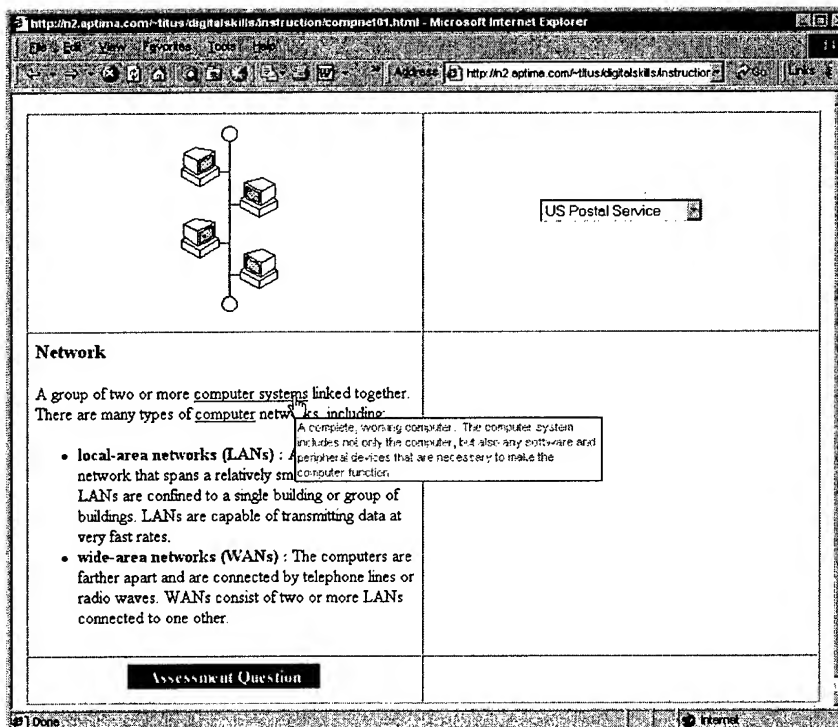 http://n2.aptima.com/~titus/digitalskills/instruction/compnet101.html - Microsoft Internet Explorer
File Edit View Favorites Tools Help
Address http://n2.aptima.com/~titus/digitalskills/instruction Go Links
US Postal Service
Network
A group of two or more computer systems linked together.
There are many types of computer networks, including:
A complete, working computer. The computer system
includes not only the computer, but also any software and
peripheral devices that are necessary to make the
computer function
• local-area networks (LANs) : A
network that spans a relatively sm
LANs are confined to a single building or group of
buildings. LANs are capable of transmitting data at
very fast rates.
• wide-area networks (WANs) : The computers are
farther apart and are connected by telephone lines or
radio waves. WANs consist of two or more LANs
connected to one other.
Assessment Question
Done
Internet